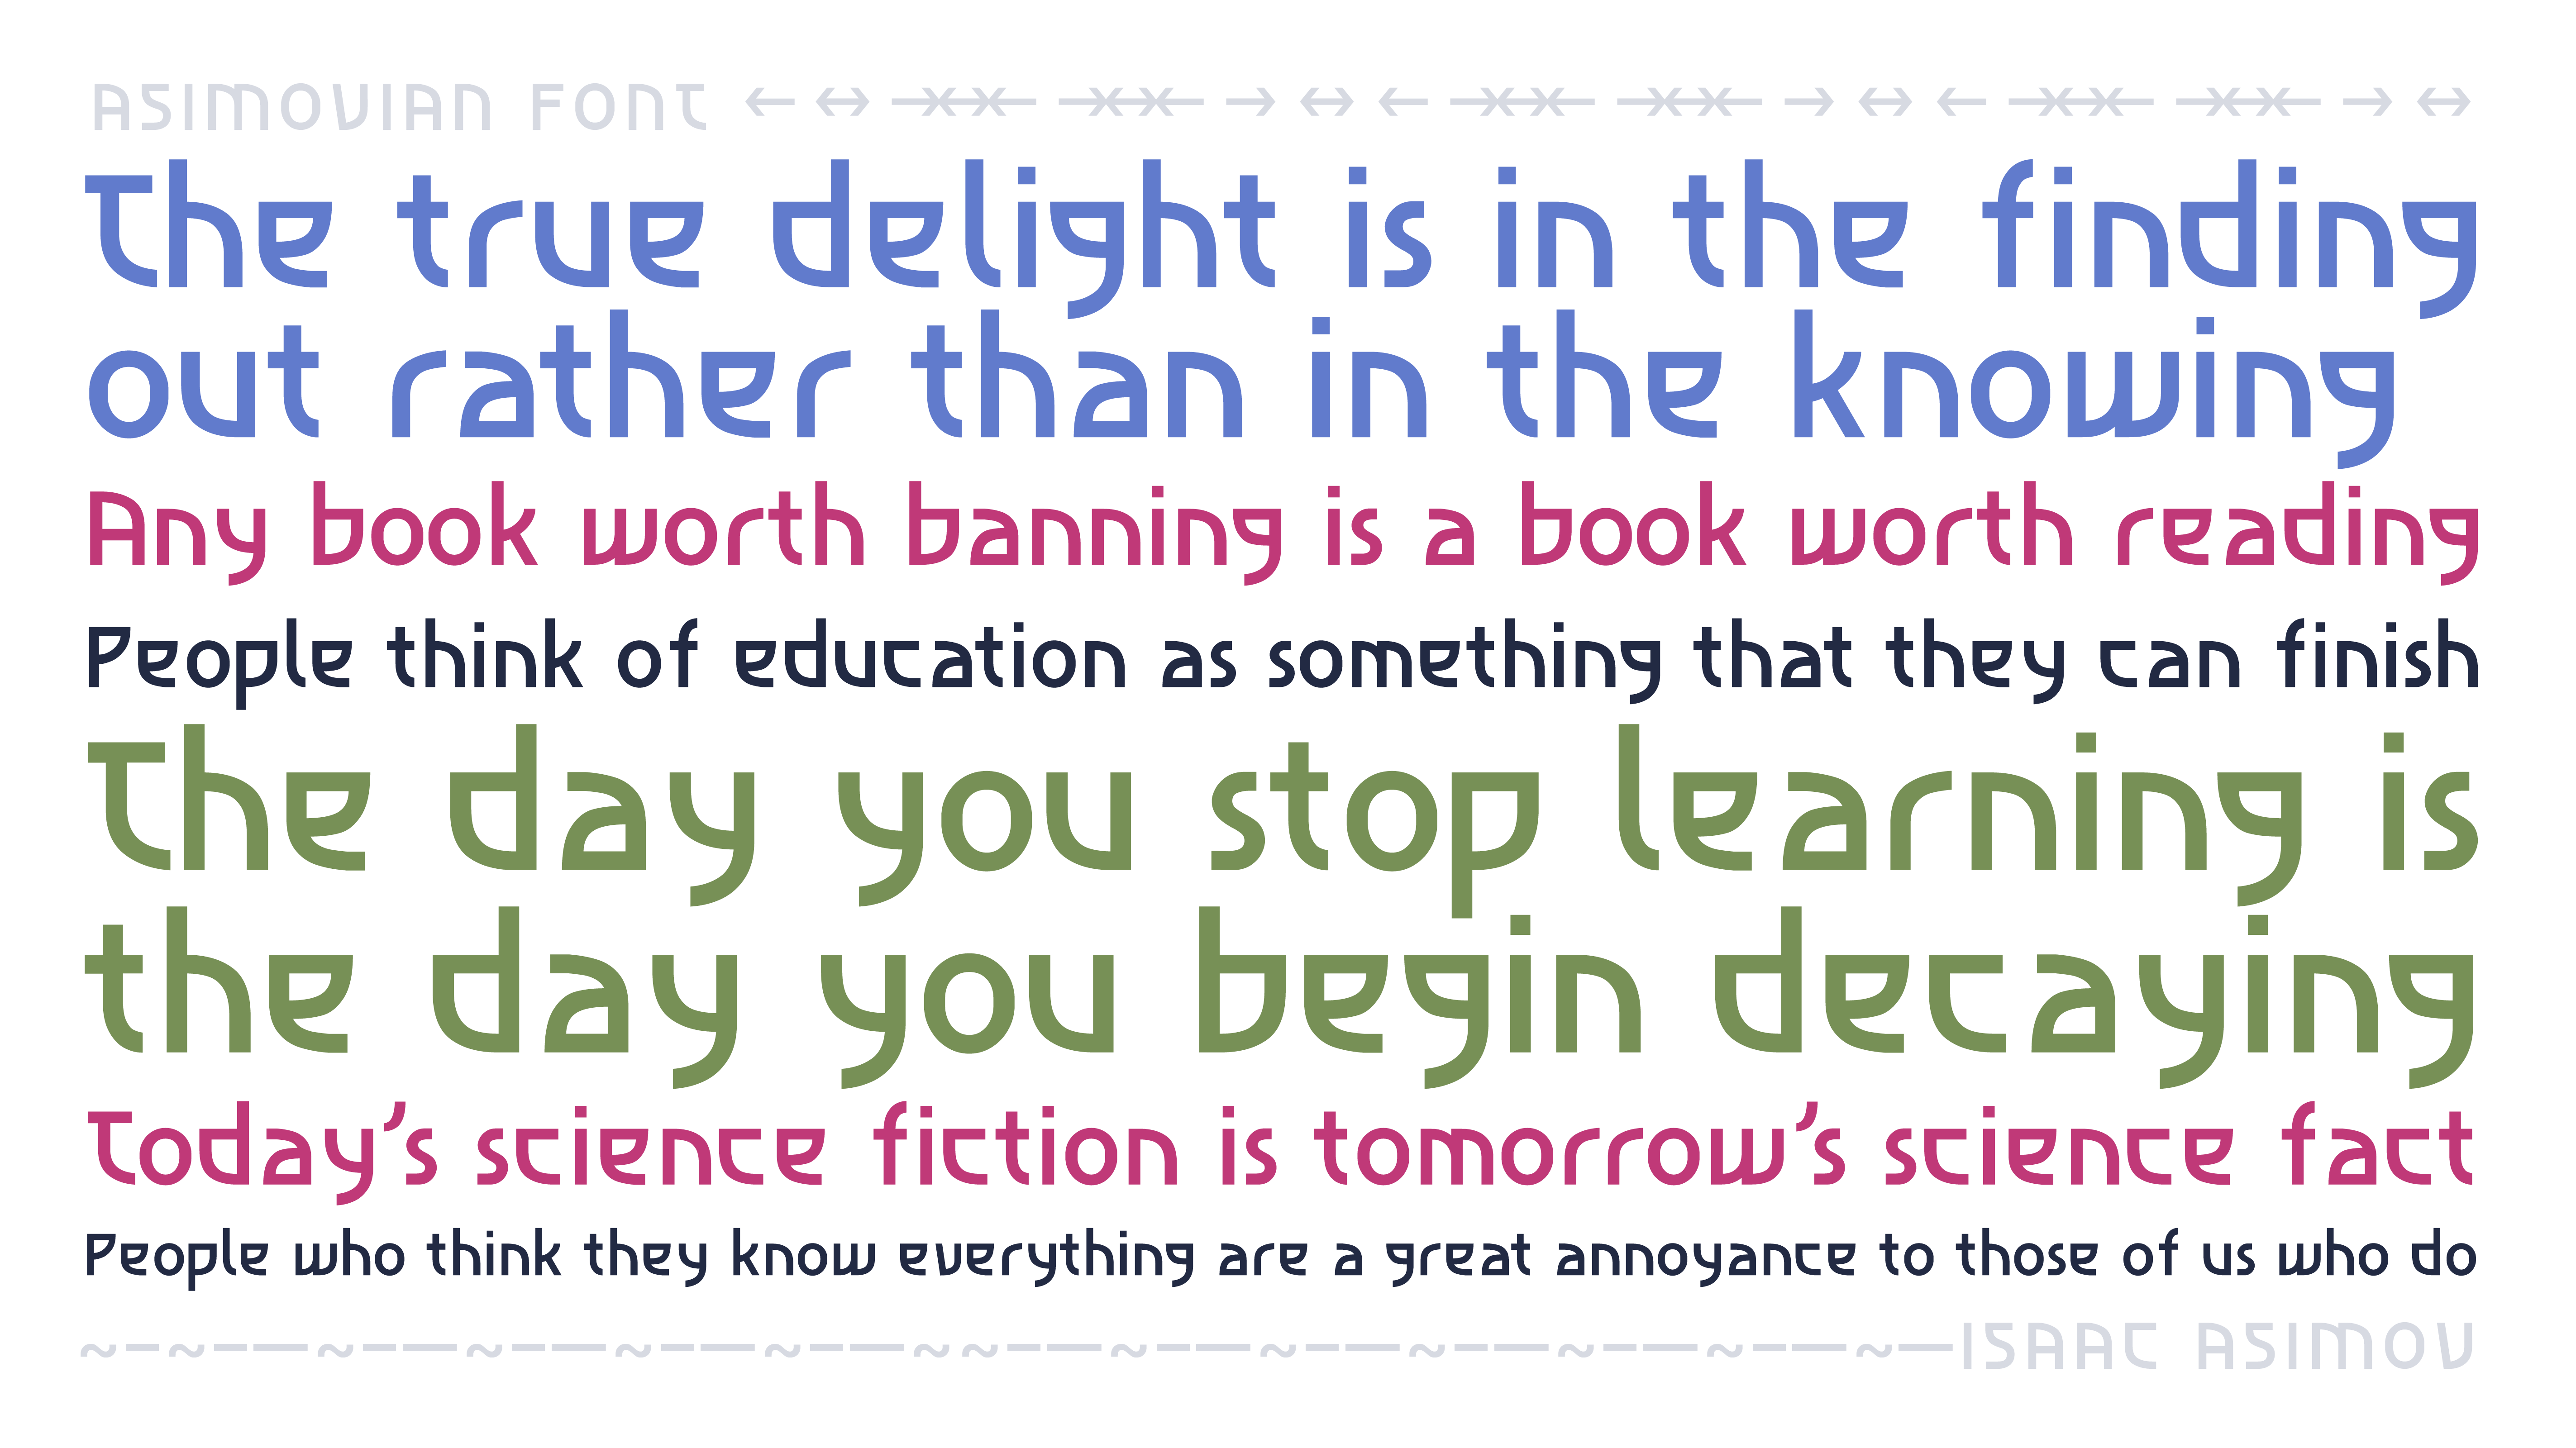 ASIMOVIAN FONT ← ↔ —××— —××— → ↔ ← —××— —××— → ↔ ← —××— —××— → ↔
The true delight is in the finding
out rather than in the knowing
Any book worth banning is a book worth reading
People think of education as something that they can finish
The day you stop learning is
the day you begin decaying
Today’s science fiction is tomorrow’s science fact
People who think they know everything are a great annoyance to those of us who do
~–~–—~–—~–—~–—~–—~~–—~–—~–—~–—~–—~–—~—ISAAC ASIMOV